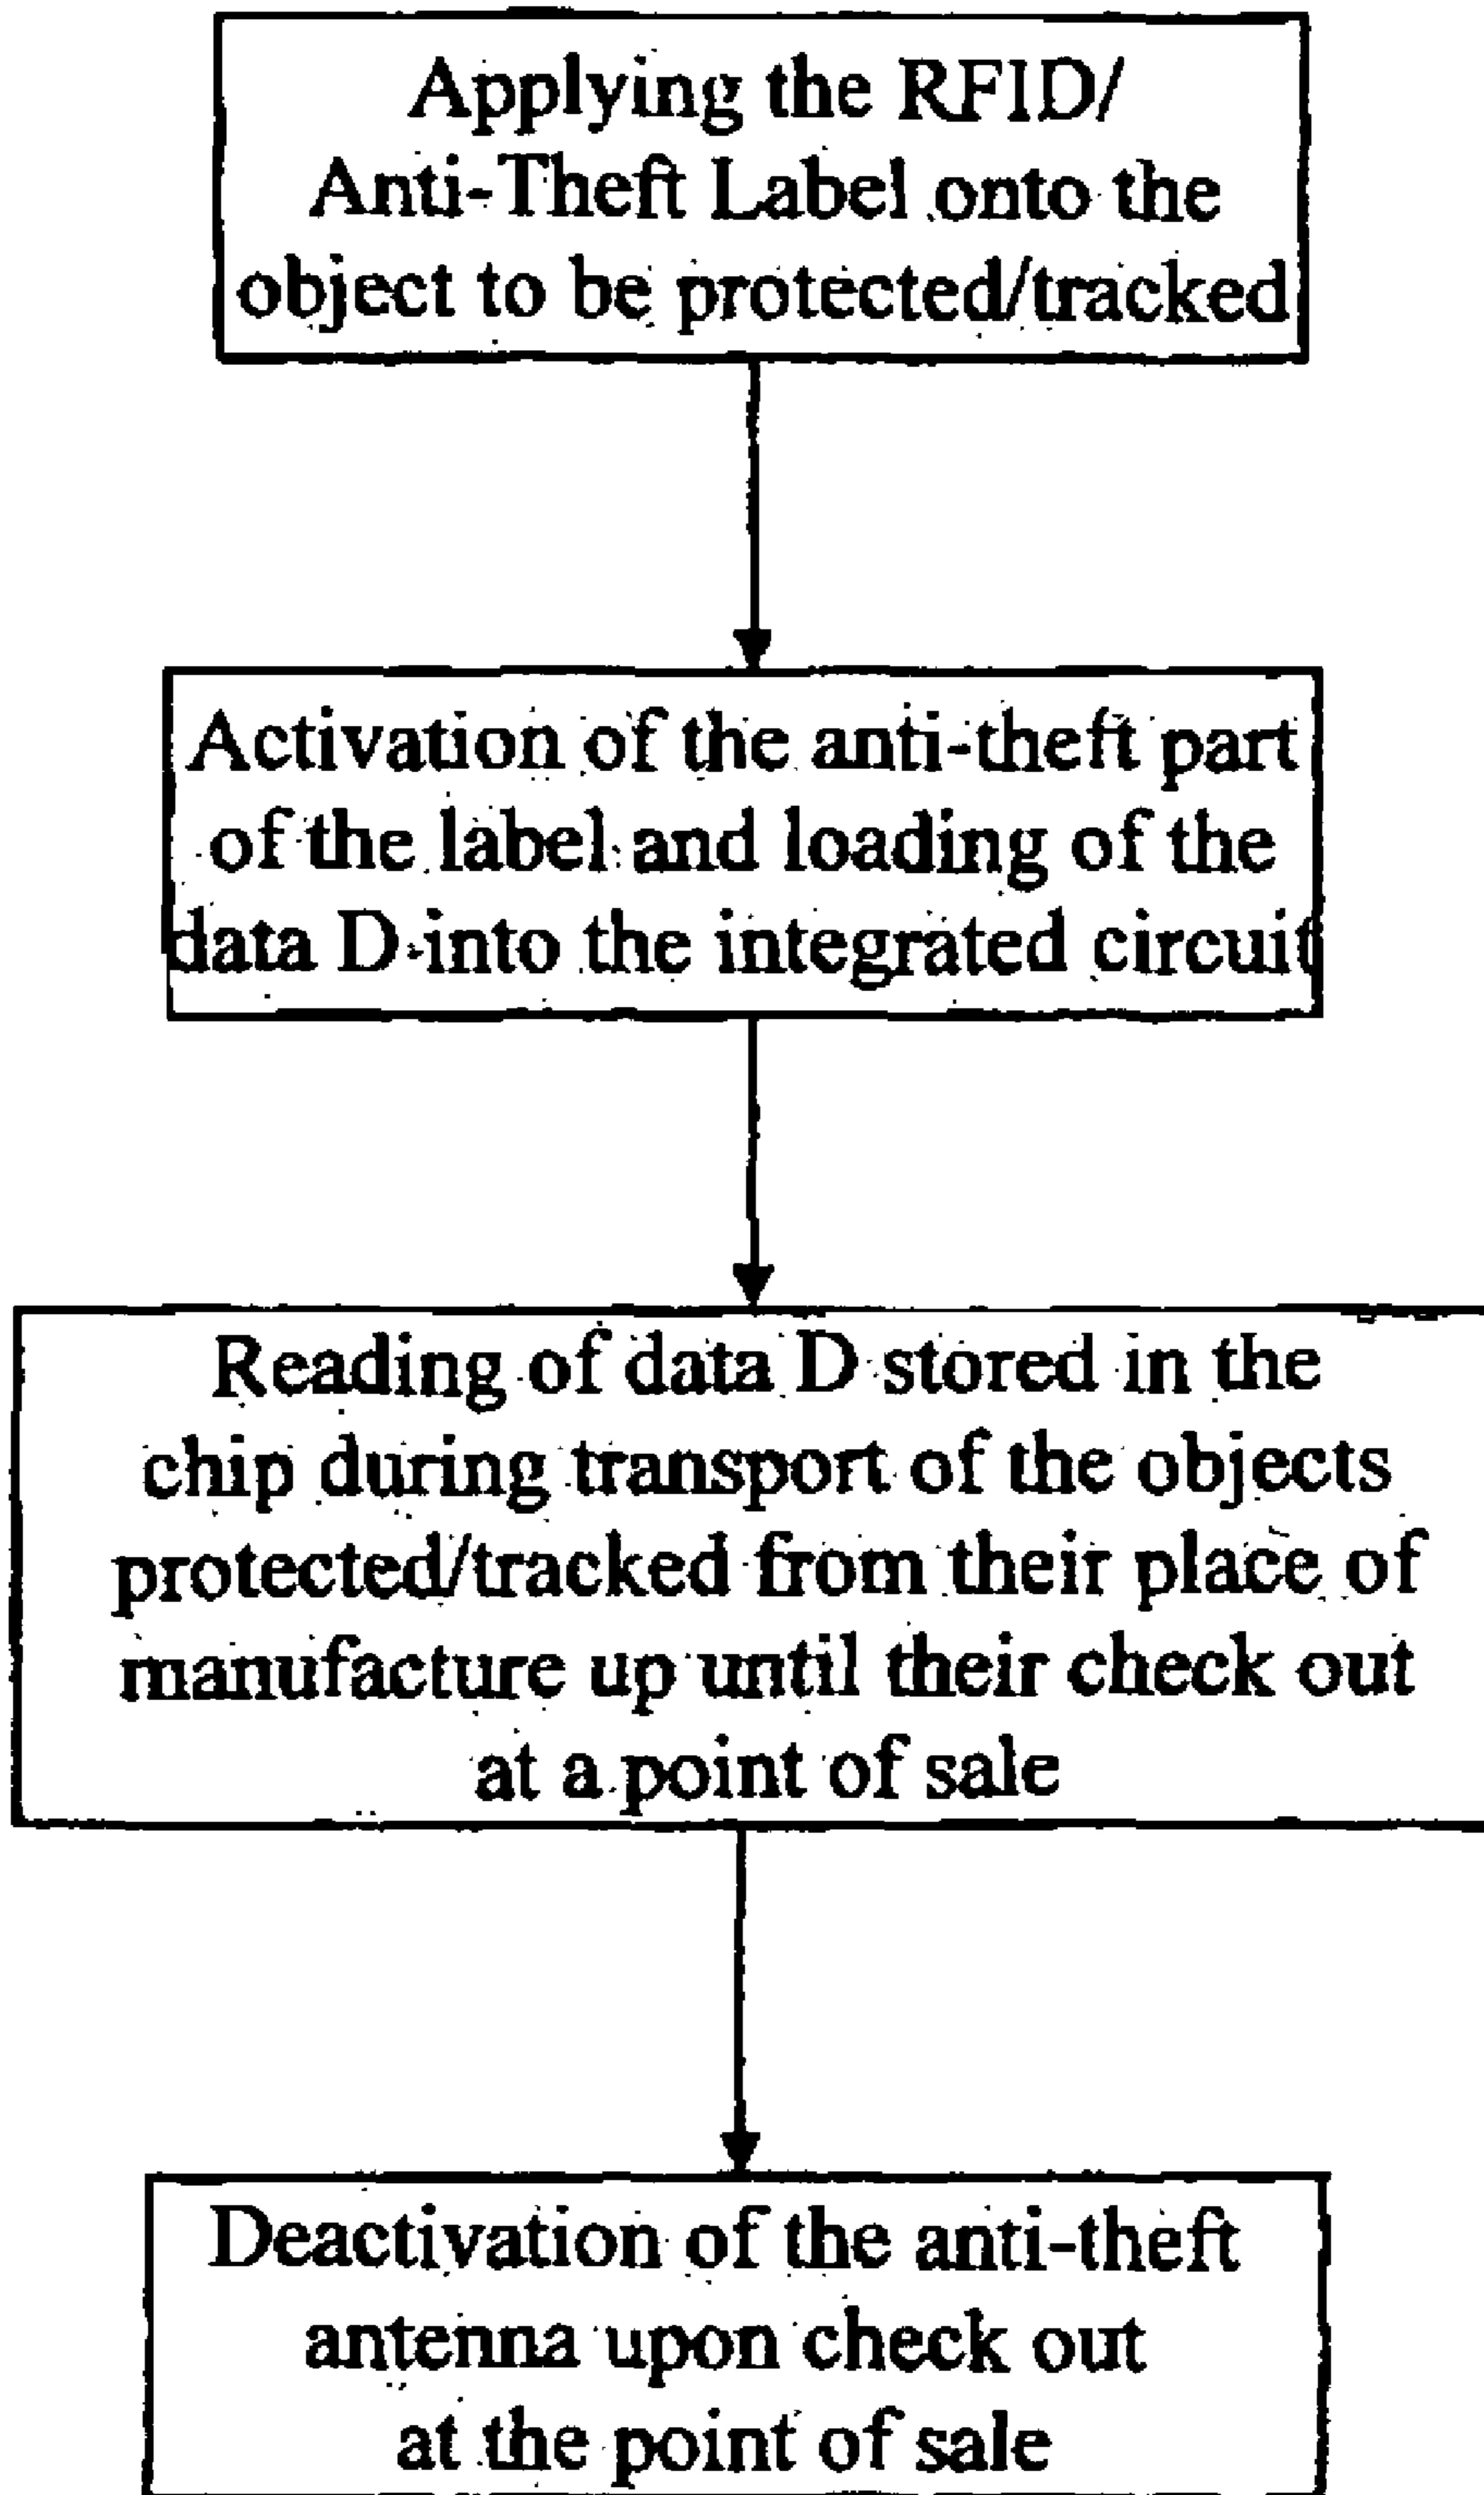 Applying the RFID/
Anti-Theft Label onto the
object to be protected/tracked
Activation of the anti-theft part
of the label and loading of the
data D into the integrated circuit
Reading of data D stored in the
chip during transport of the objects
protected/tracked from their place of
manufacture up until their check out
at a point of sale
Deactivation of the anti-theft
antenna upon check out
at the point of sale